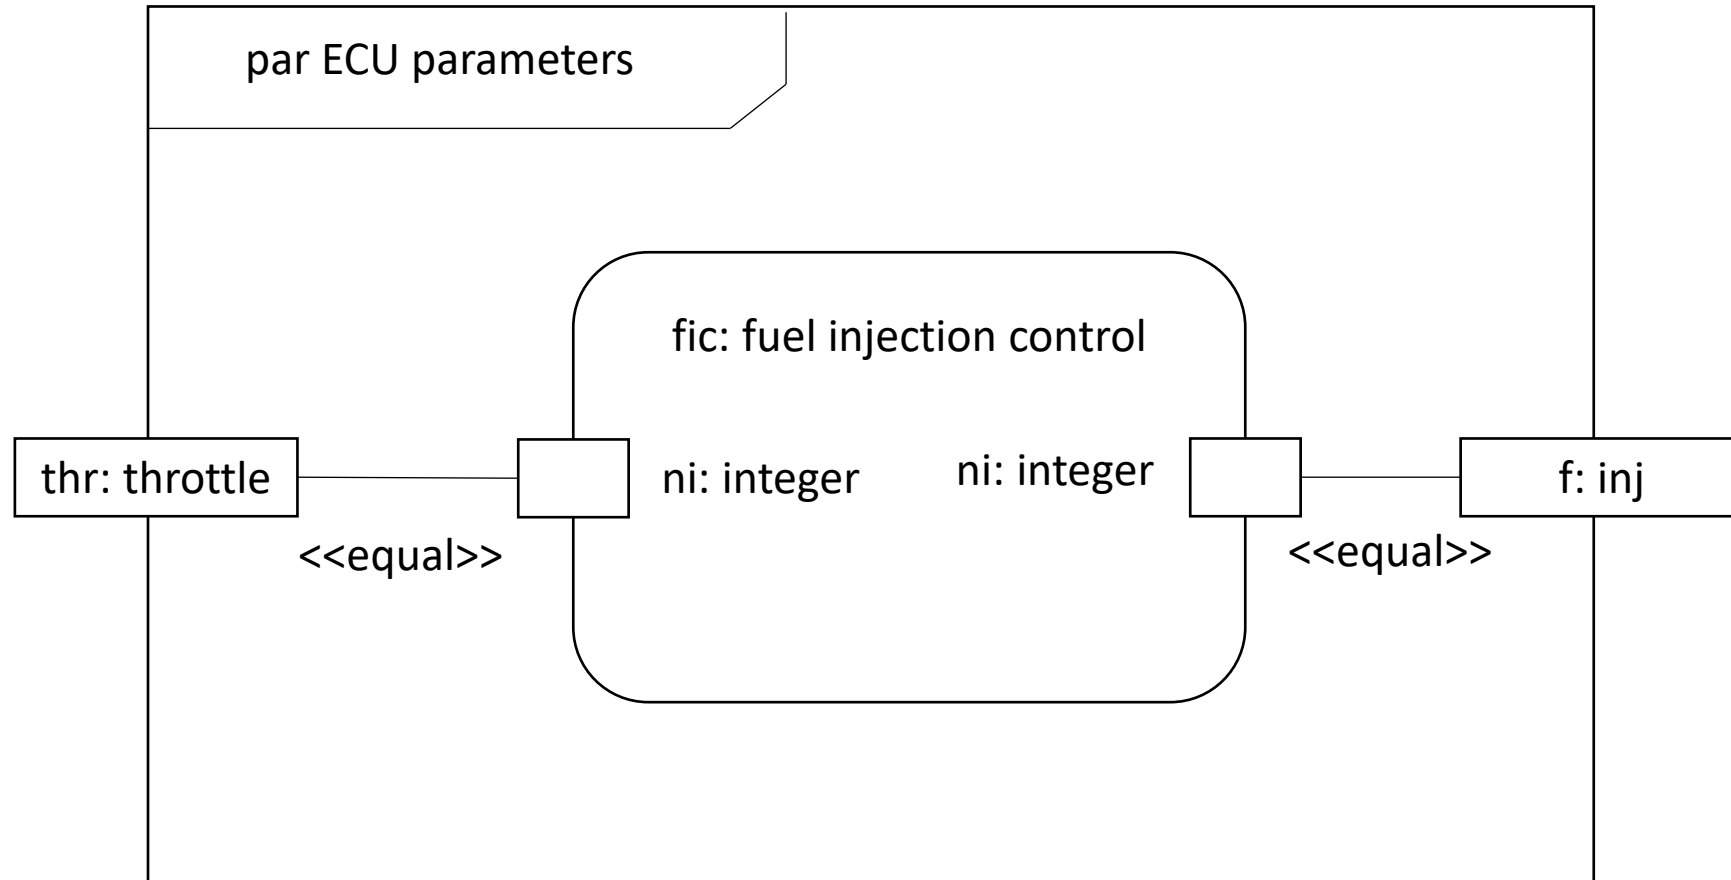 par ECU parameters
fic: fuel injection control
thr: throttle
ni: integer
ni: integer
f: inj
<<equal>>
<<equal>>